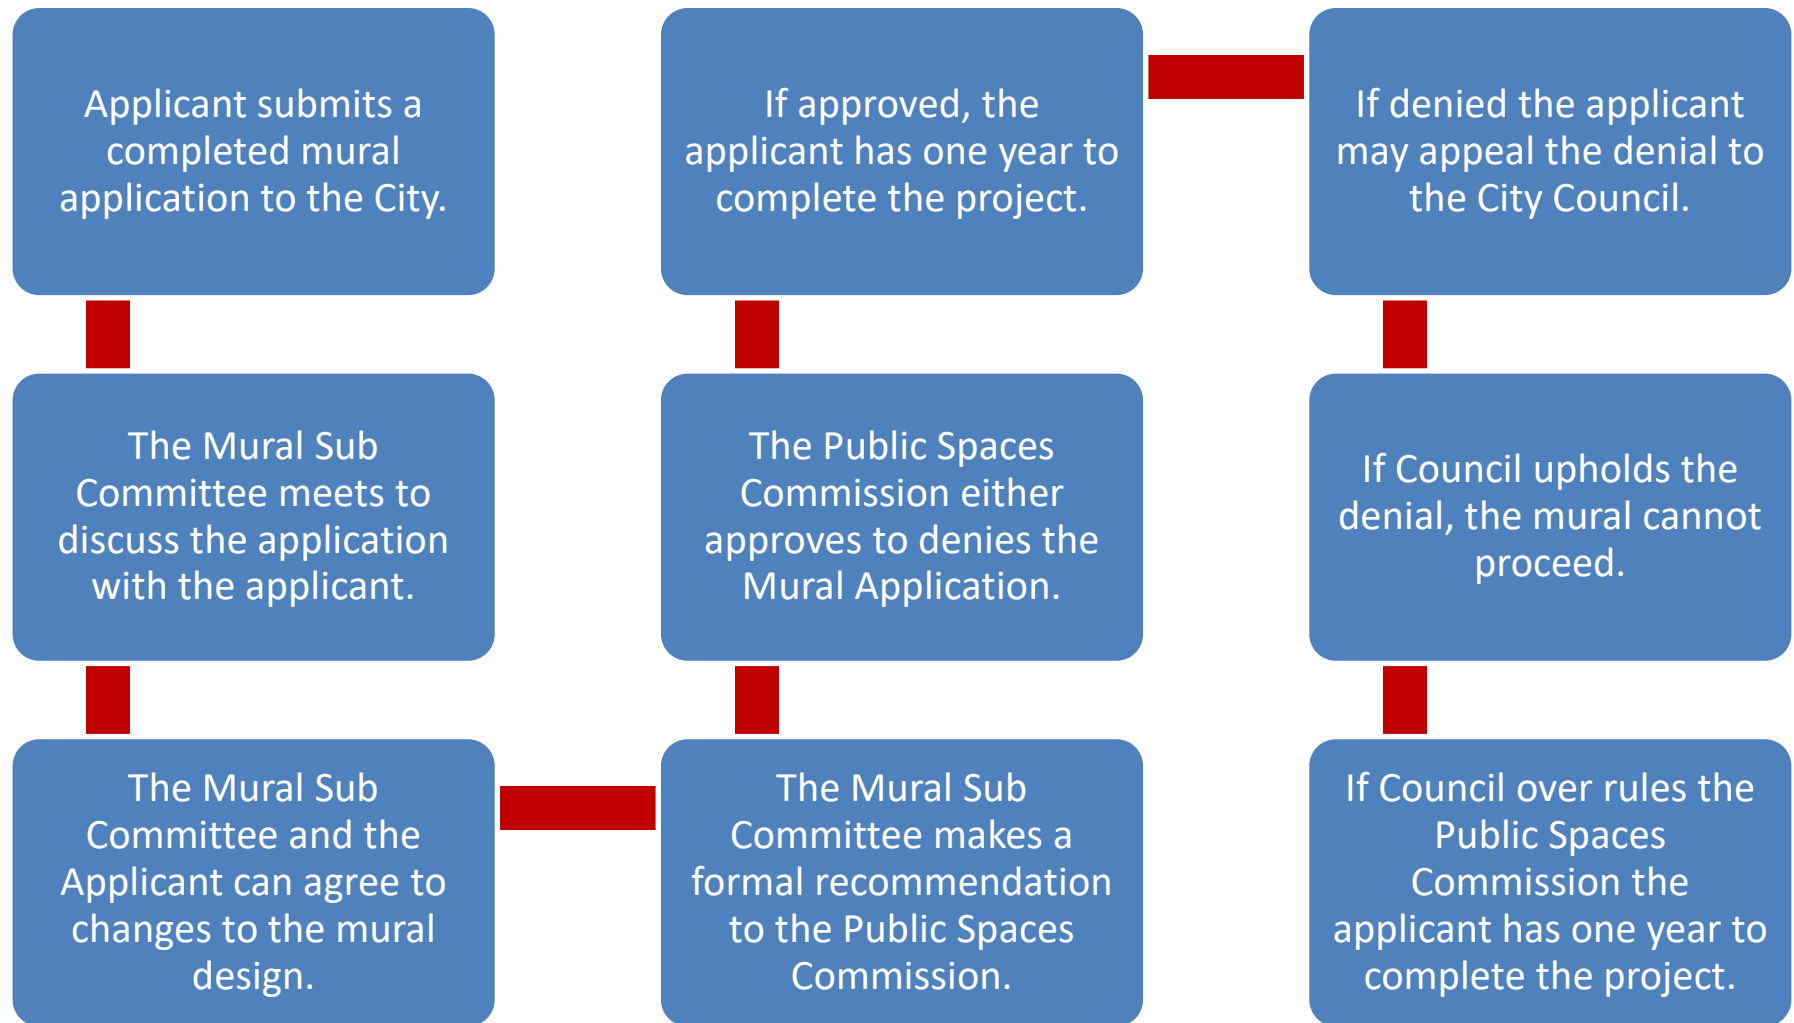 Applicant submits a
completed mural
application to the City.
The Mural Sub
Committee meets to
discuss the application
with the applicant.
The Mural Sub
Committee and the
Applicant can agree to
changes to the mural
design.
The Mural Sub
Committee makes a
formal recommendation
to the Public Spaces
Commission.
The Public Spaces
Commission either
approves to denies the
Mural Application.
If approved, the
applicant has one year to
complete the project.
If denied the applicant
may appeal the denial to
the City Council.
If Council upholds the
denial, the mural cannot
proceed.
If Council over rules the
Public Spaces
Commission the
applicant has one year to
complete the project.